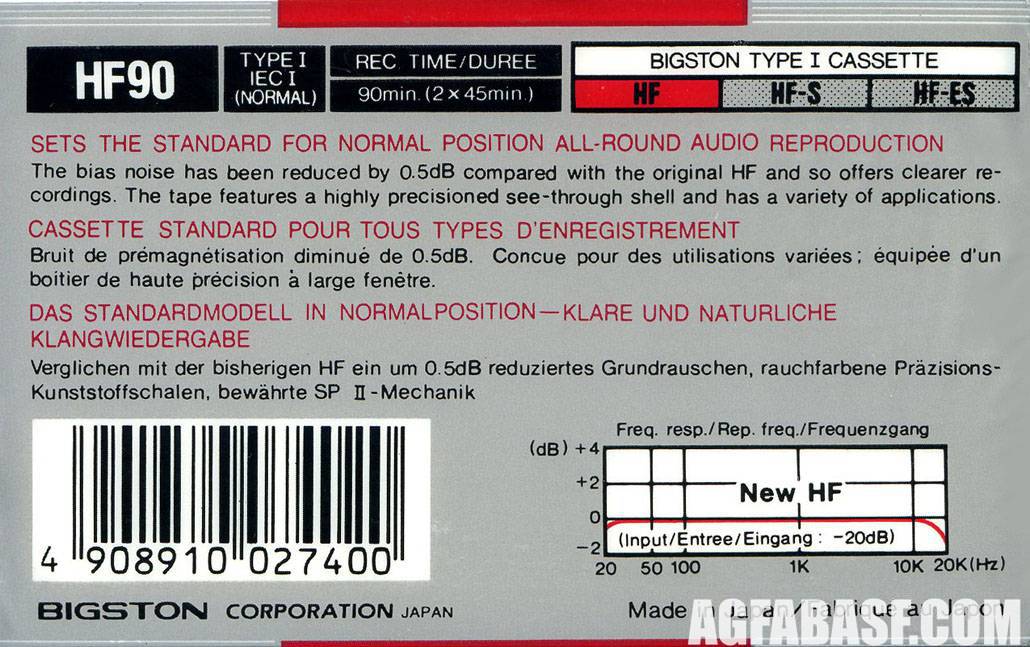 HF90
TYPE I
IEC I
(NORMAL)
REC TIME/DUREE
90min. (2×45min.)
BIGSTON TYPE I CASSETTE
HF HF-S HF-ES
SETS THE STANDARD FOR NORMAL POSITION ALL-ROUND AUDIO REPRODUCTION
The bias noise has been reduced by 0.5dB compared with the original HF and so offers clearer re-
cordings. The tape features a highly precisioned see-through shell and has a variety of applications.
CASSETTE STANDARD POUR TOUS TYPES D'ENREGISTREMENT
Bruit de prémagnétisation diminué de 0.5dB. Concue pour des utilisations variées; équipée d'un
boitier de haute précision à large fenêtre.
DAS STANDARDMODELL IN NORMALPOSITION—KLARE UND NATURLICHE
KLANGWIEDERGABE
Verglichen mit der bisherigen HF ein um 0.5dB reduziertes Grundrauschen, rauchfarbene Präzisions-
Kunststoffschalen, bewährte SP II-Mechanik
4 908910 027400
BIGSTON CORPORATION JAPAN
Freq. resp./Rep. freq./Frequenzgang
(dB) +4
+2
New HF
0
(Input/Entree/Eingang: -20dB)
-2
20 50 100 1K 10K 20K(Hz)
Made in Japan/Fabrique au Japon
AGFABASF.COM